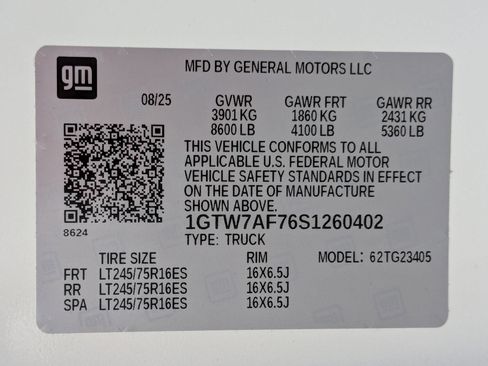 gm
MFD BY GENERAL MOTORS LLC
08/25 GVWR GAWR FRT GAWR RR
3901 KG 1860 KG 2431 KG
8600 LB 4100 LB 5360 LB
THIS VEHICLE CONFORMS TO ALL
APPLICABLE U.S. FEDERAL MOTOR
VEHICLE SAFETY STANDARDS IN EFFECT
ON THE DATE OF MANUFACTURE
SHOWN ABOVE.
1GTW7AF76S1260402
8624
TYPE: TRUCK
TIRE SIZE RIM MODEL: 62TG23405
FRT LT245/75R16ES 16X6.5J
RR LT245/75R16ES 16X6.5J
SPA LT245/75R16ES 16X6.5J